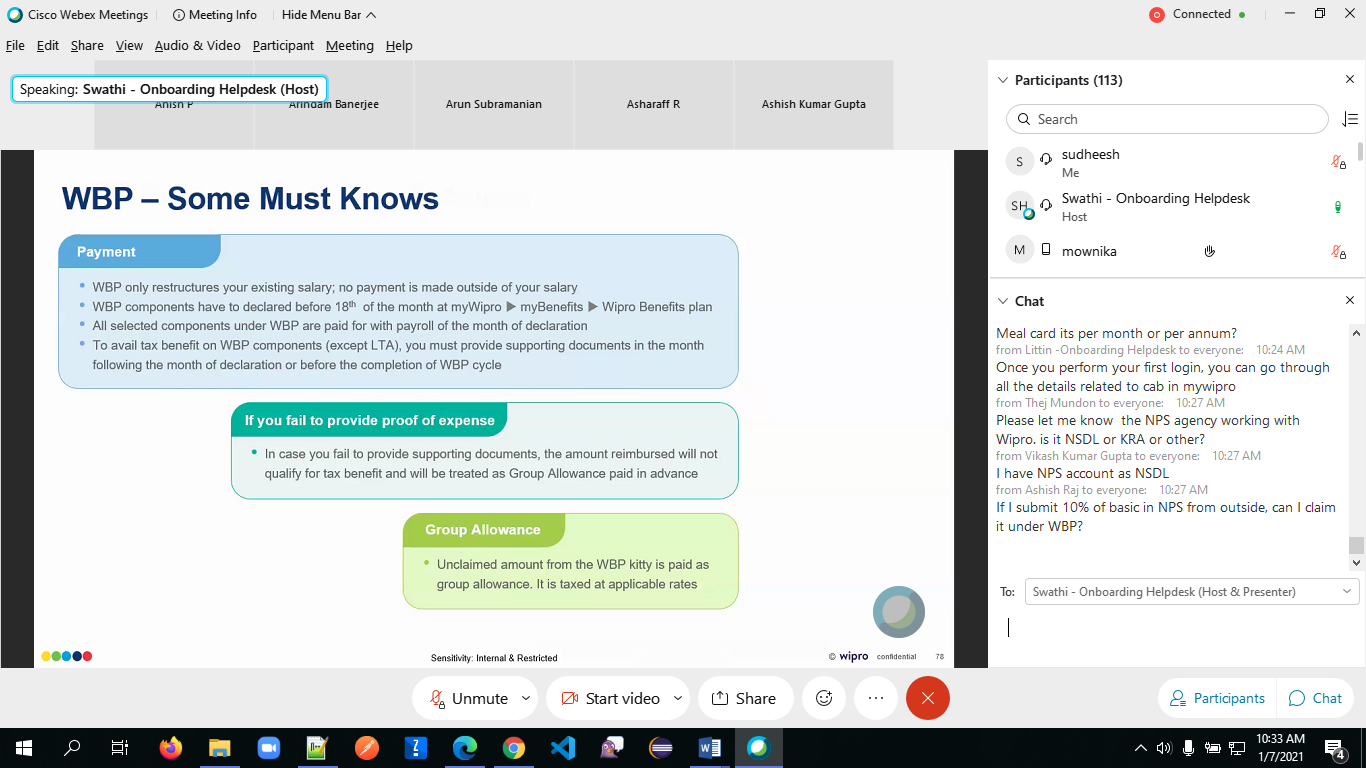 Cisco Webex Meetings
Meeting Info
Hide Menu Bar
Connected
File Edit Share View Audio & Video Participant Meeting Help
Speaking: Swathi - Onboarding Helpdesk (Host)
Anish P
Arindam Banerjee
Arun Subramanian
Asharaff R
Ashish Kumar Gupta
WBP – Some Must Knows
Payment
• WBP only restructures your existing salary; no payment is made outside of your salary
• WBP components have to declared before 18th of the month at myWipro ▶ myBenefits ▶ Wipro Benefits plan
• All selected components under WBP are paid for with payroll of the month of declaration
• To avail tax benefit on WBP components (except LTA), you must provide supporting documents in the month
following the month of declaration or before the completion of WBP cycle
If you fail to provide proof of expense
• In case you fail to provide supporting documents, the amount reimbursed will not
qualify for tax benefit and will be treated as Group Allowance paid in advance
Group Allowance
• Unclaimed amount from the WBP kitty is paid as
group allowance. It is taxed at applicable rates
Sensitivity: Internal & Restricted
© wipro confidential 78
Participants (113)
Search
S
sudheesh
Me
SH
Swathi - Onboarding Helpdesk
Host
M
mownika
Chat
Meal card its per month or per annum?
from Littin -Onboarding Helpdesk to everyone: 10:24 AM
Once you perform your first login, you can go through
all the details related to cab in mywipro
from Thej Mundon to everyone: 10:27 AM
Please let me know the NPS agency working with
Wipro. is it NSDL or KRA or other?
from Vikash Kumar Gupta to everyone: 10:27 AM
I have NPS account as NSDL
from Ashish Raj to everyone: 10:27 AM
If I submit 10% of basic in NPS from outside, can I claim
it under WBP?
To: Swathi - Onboarding Helpdesk (Host & Presenter)
Unmute
Start video
Share
Participants
Chat
10:33 AM
1/7/2021
4